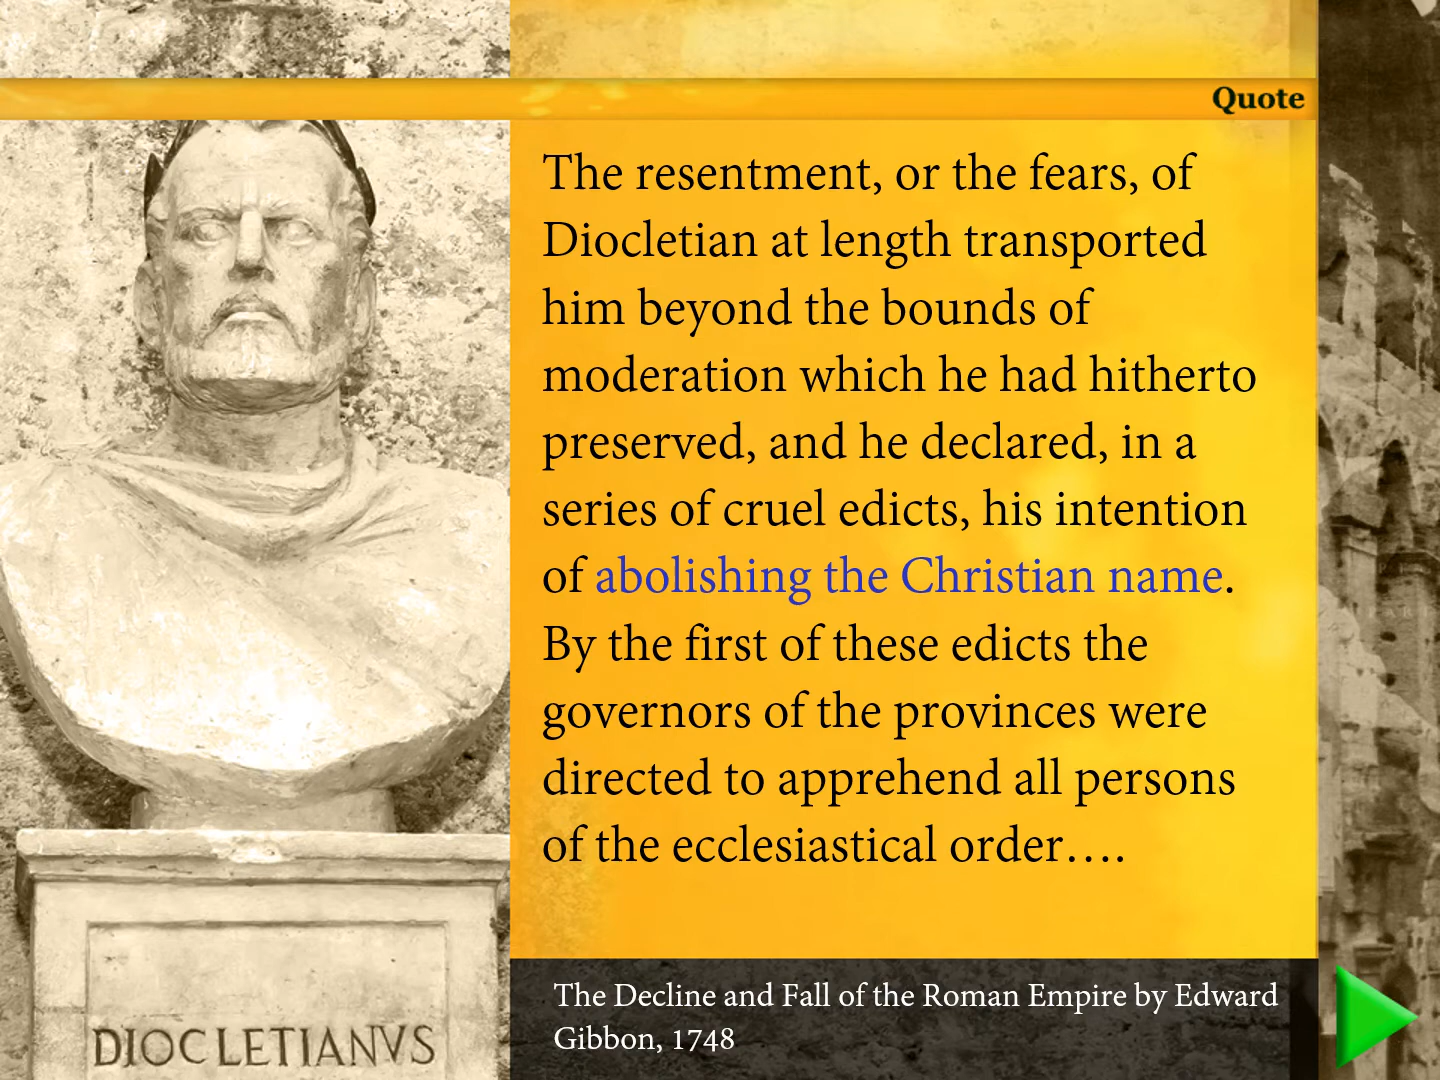 Quote
The resentment, or the fears, of
Diocletian at length transported
him beyond the bounds of
moderation which he had hitherto
preserved, and he declared, in a
series of cruel edicts, his intention
of abolishing the Christian name.
By the first of these edicts the
governors of the provinces were
directed to apprehend all persons
of the ecclesiastical order….
The Decline and Fall of the Roman Empire by Edward
Gibbon, 1748
DIOCLETIANVS